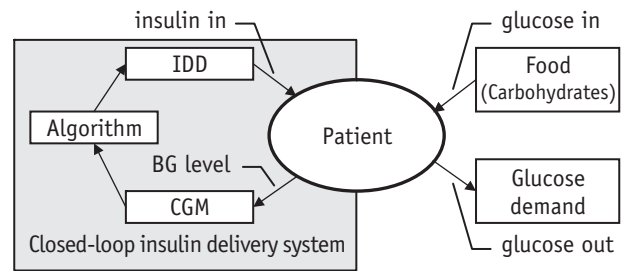 insulin in
glucose in
IDD
Food
(Carbohydrates)
Algorithm
Patient
BG level
CGM
Glucose
demand
Closed-loop insulin delivery system
glucose out